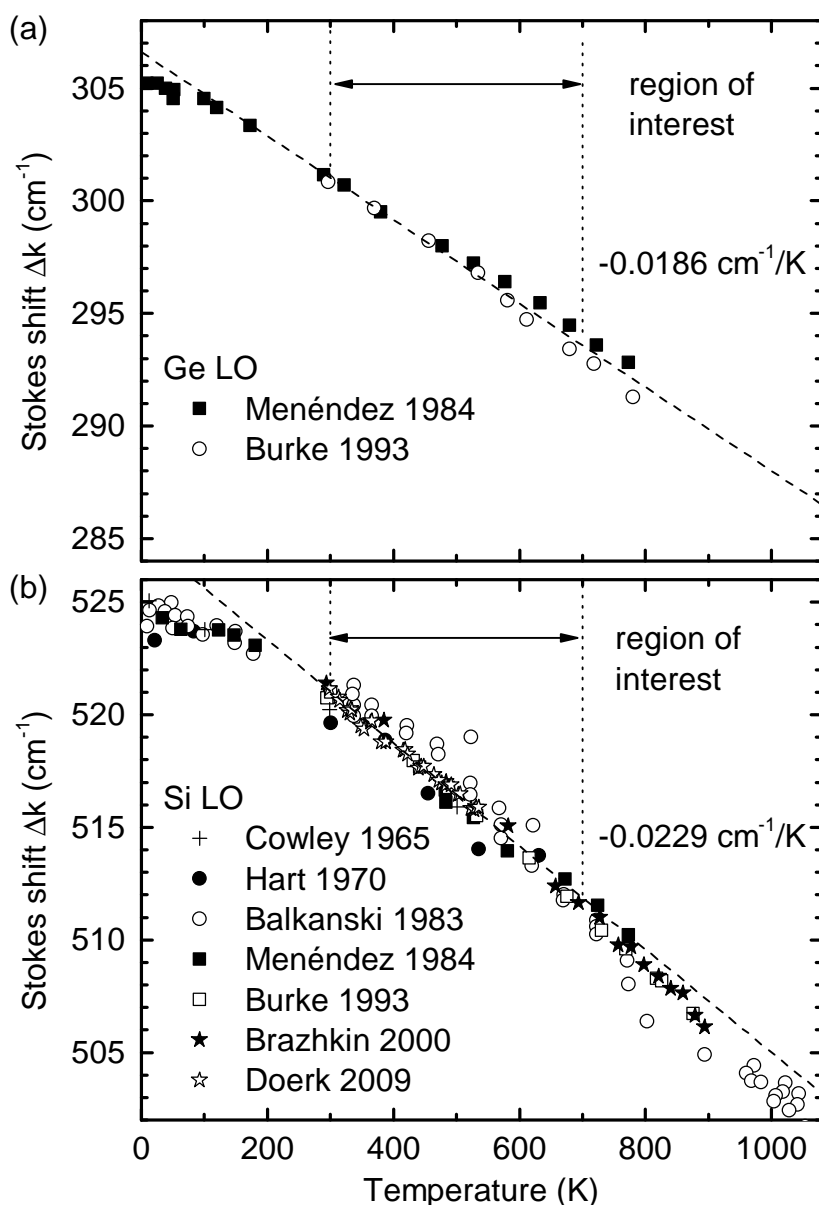 (a)
305
300
295
290
285
Stokes shift Δk (cm⁻¹)
region of
interest
-0.0186 cm⁻¹/K
Ge LO
Menéndez 1984
Burke 1993
(b)
525
520
515
510
505
Stokes shift Δk (cm⁻¹)
region of
interest
-0.0229 cm⁻¹/K
Si LO
Cowley 1965
Hart 1970
Balkanski 1983
Menéndez 1984
Burke 1993
Brazhkin 2000
Doerk 2009
0 200 400 600 800 1000
Temperature (K)